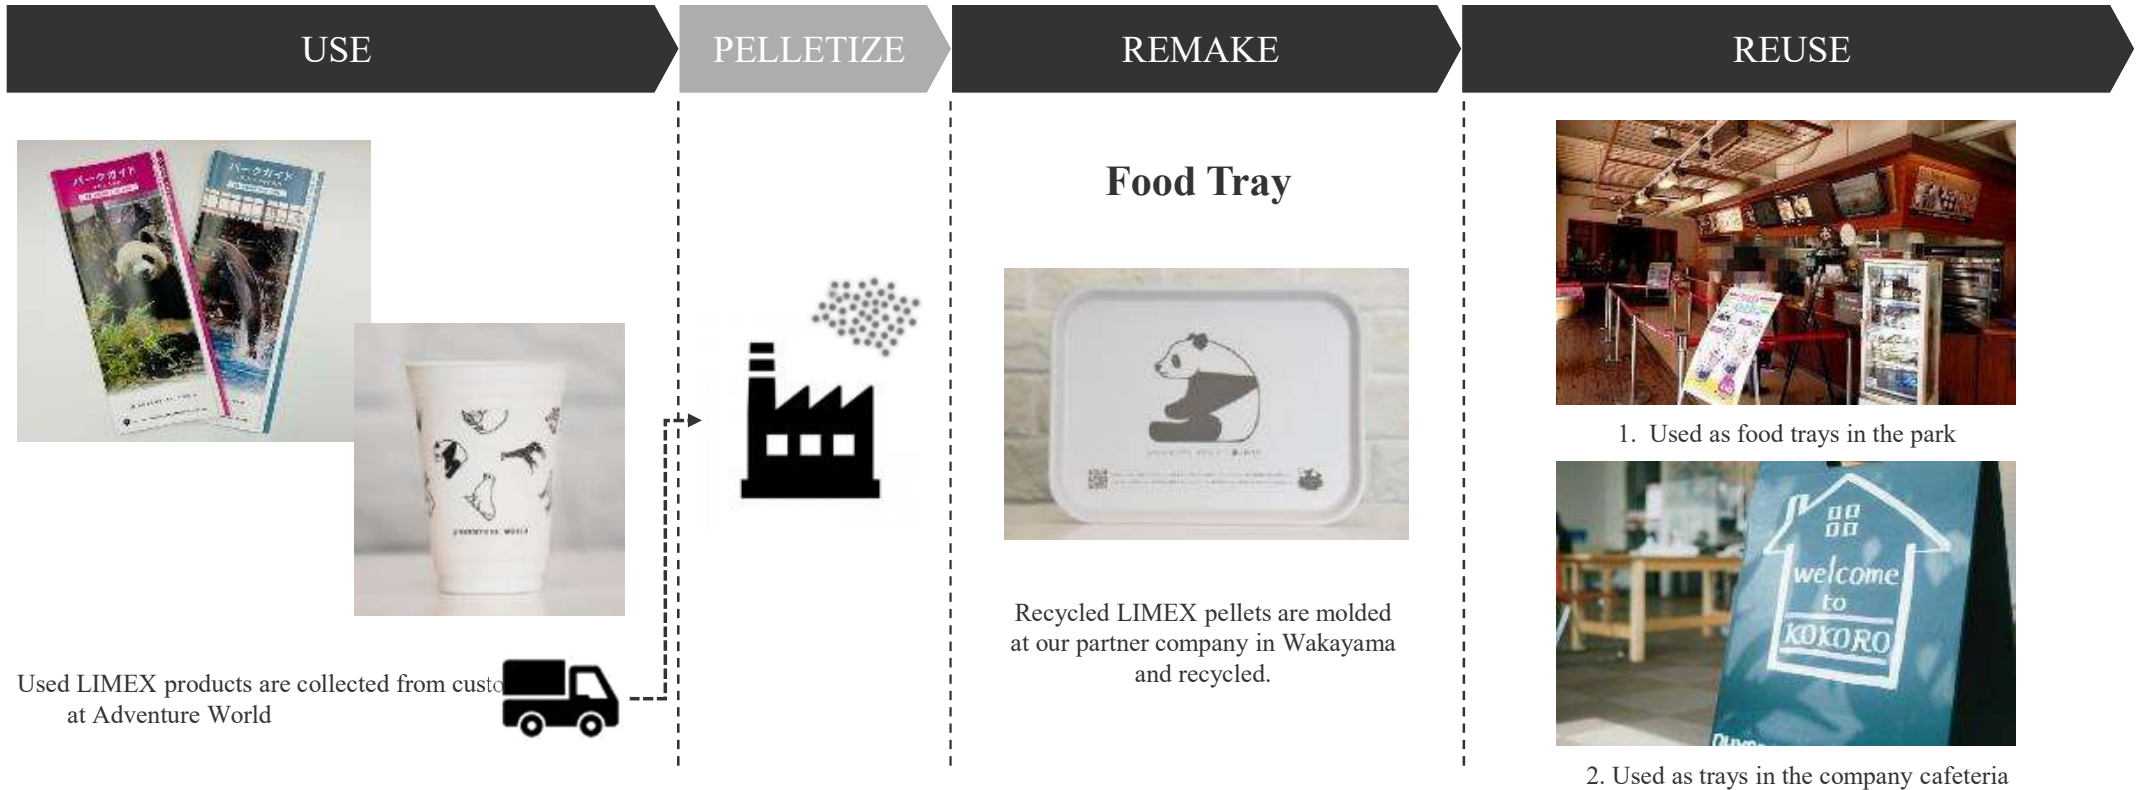 USE
PELLETIZE
REMAKE
REUSE
パークガイド
パークガイド
Used LIMEX products are collected from custo
at Adventure World
Food Tray
Recycled LIMEX pellets are molded
at our partner company in Wakayama
and recycled.
1. Used as food trays in the park
welcome
to
KOKORO
2. Used as trays in the company cafeteria